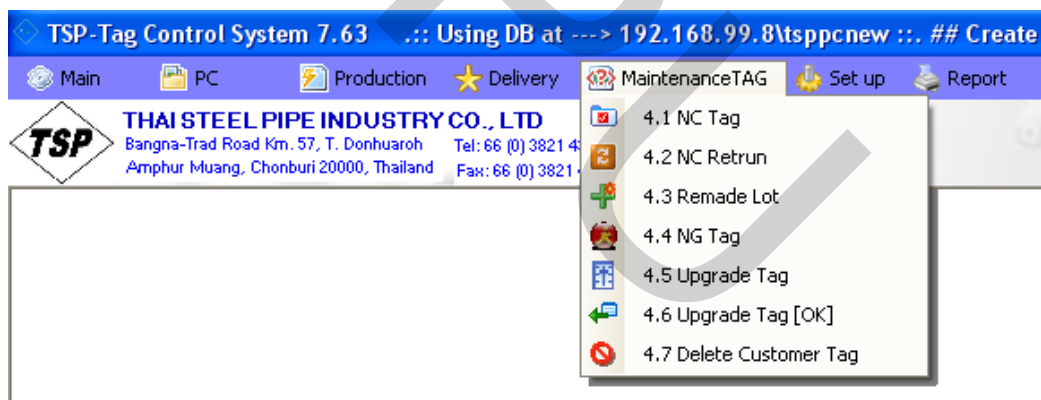 TSP-Tag Control System 7.63 .:: Using DB at ---> 192.168.99.8\tsppcnew ::. ## Create
Main PC Production Delivery MaintenanceTAG Set up Report
TSP
THAI STEEL PIPE INDUSTRY CO., LTD
Bangna-Trad Road Km. 57, T. Donhuaroh Tel: 66 (0) 3821
Amphur Muang, Chonburi 20000, Thailand Fax: 66 (0) 3821
4.1 NC Tag
4.2 NC Retrun
4.3 Remade Lot
4.4 NG Tag
4.5 Upgrade Tag
4.6 Upgrade Tag [OK]
4.7 Delete Customer Tag